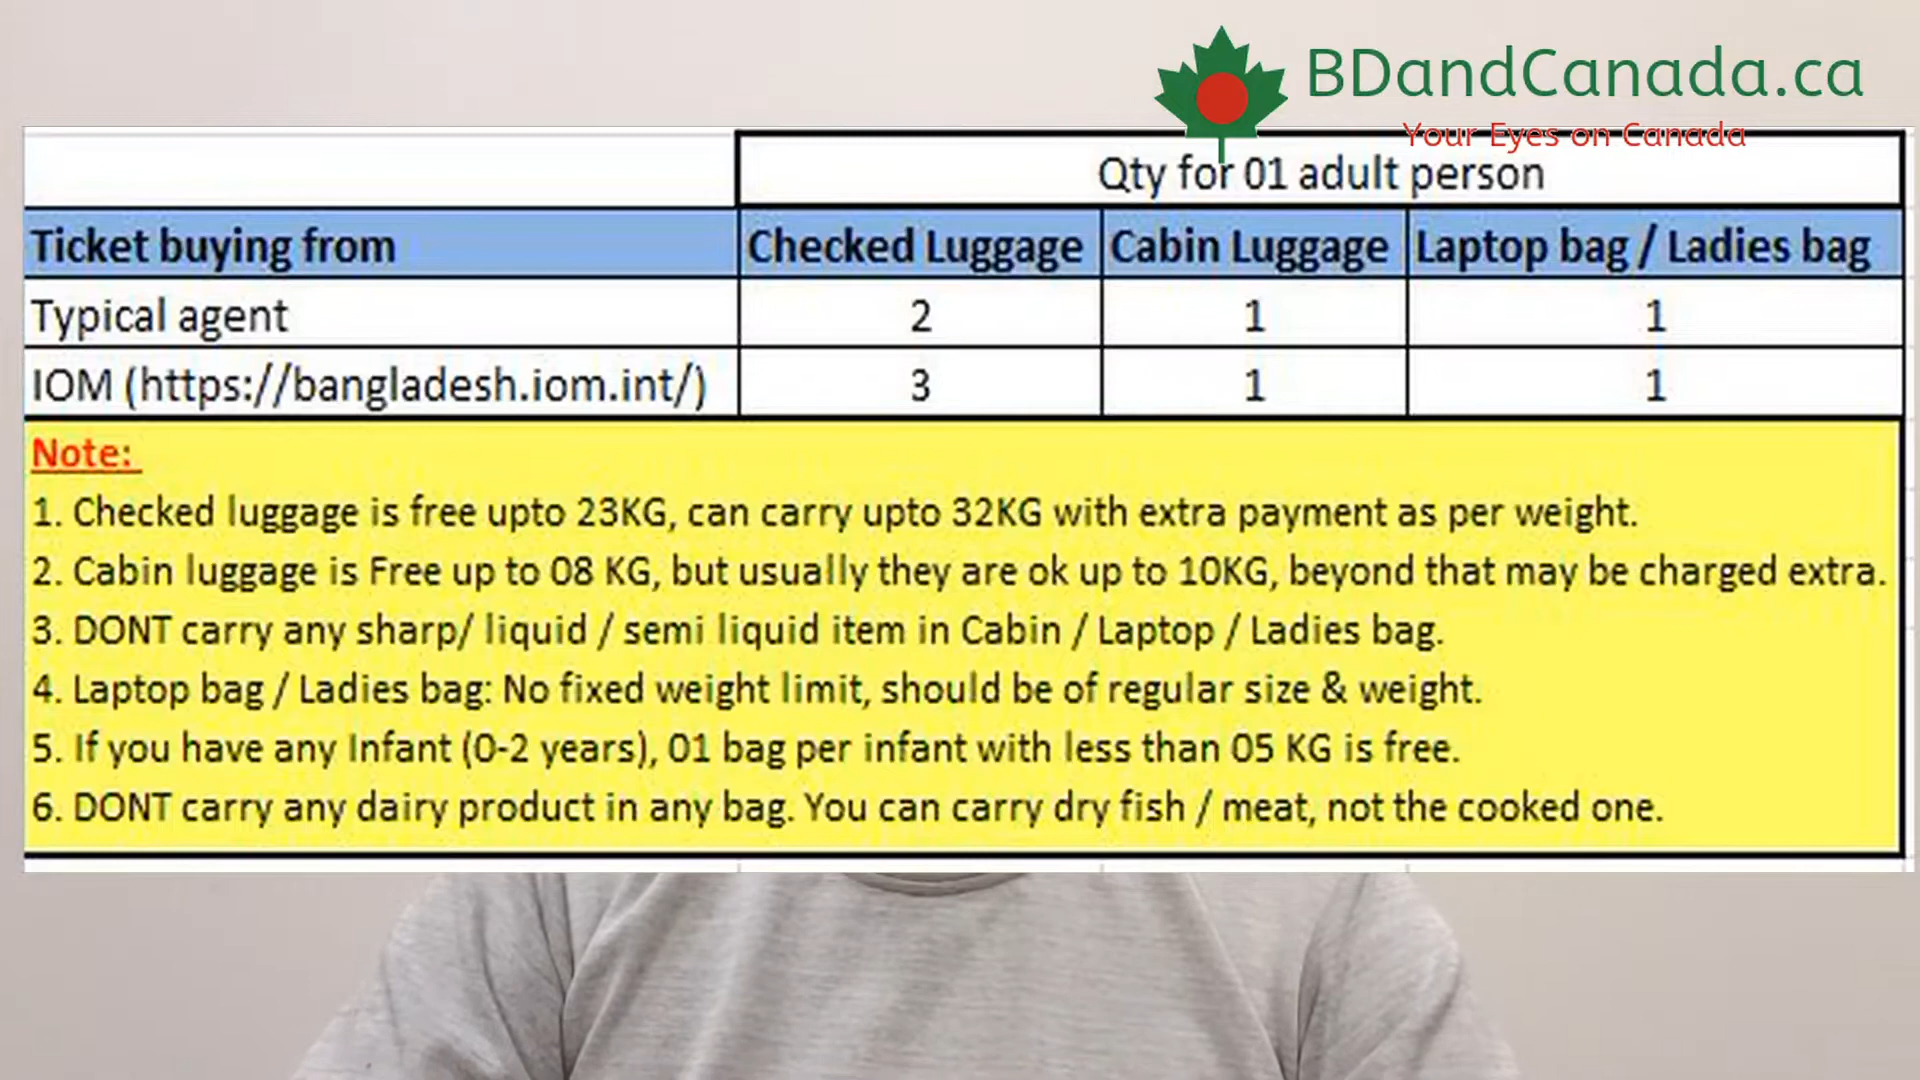 BDandCanada.ca
Your Eyes on Canada
Qty for 01 adult person
Ticket buying from Checked Luggage Cabin Luggage Laptop bag / Ladies bag
Typical agent 2 1 1
IOM (https://bangladesh.iom.int/) 3 1 1
Note:
1. Checked luggage is free upto 23KG, can carry upto 32KG with extra payment as per weight.
2. Cabin luggage is Free up to 08 KG, but usually they are ok up to 10KG, beyond that may be charged extra.
3. DONT carry any sharp/ liquid / semi liquid item in Cabin / Laptop / Ladies bag.
4. Laptop bag / Ladies bag: No fixed weight limit, should be of regular size & weight.
5. If you have any Infant (0-2 years), 01 bag per infant with less than 05 KG is free.
6. DONT carry any dairy product in any bag. You can carry dry fish / meat, not the cooked one.